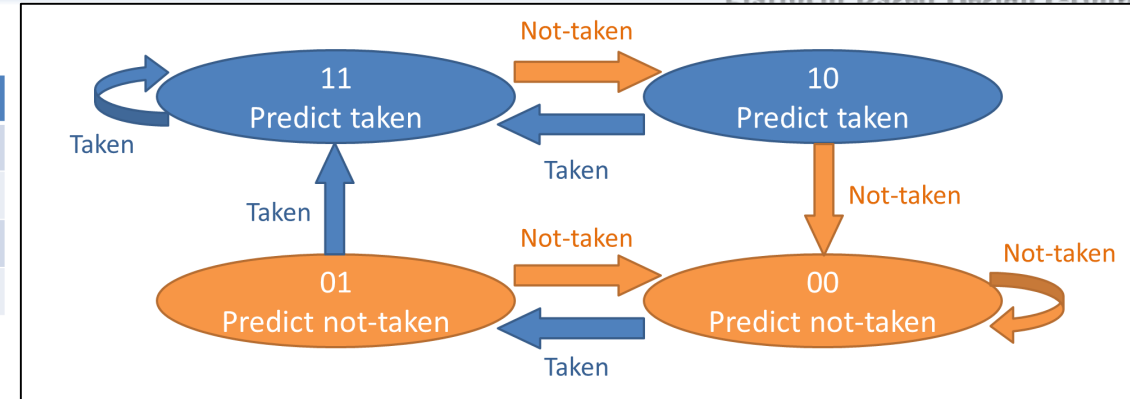 Not-taken
11
Predict taken
10
Predict taken
Taken
Taken
Taken
Not-taken
Not-taken
Not-taken
01
Predict not-taken
00
Predict not-taken
Taken